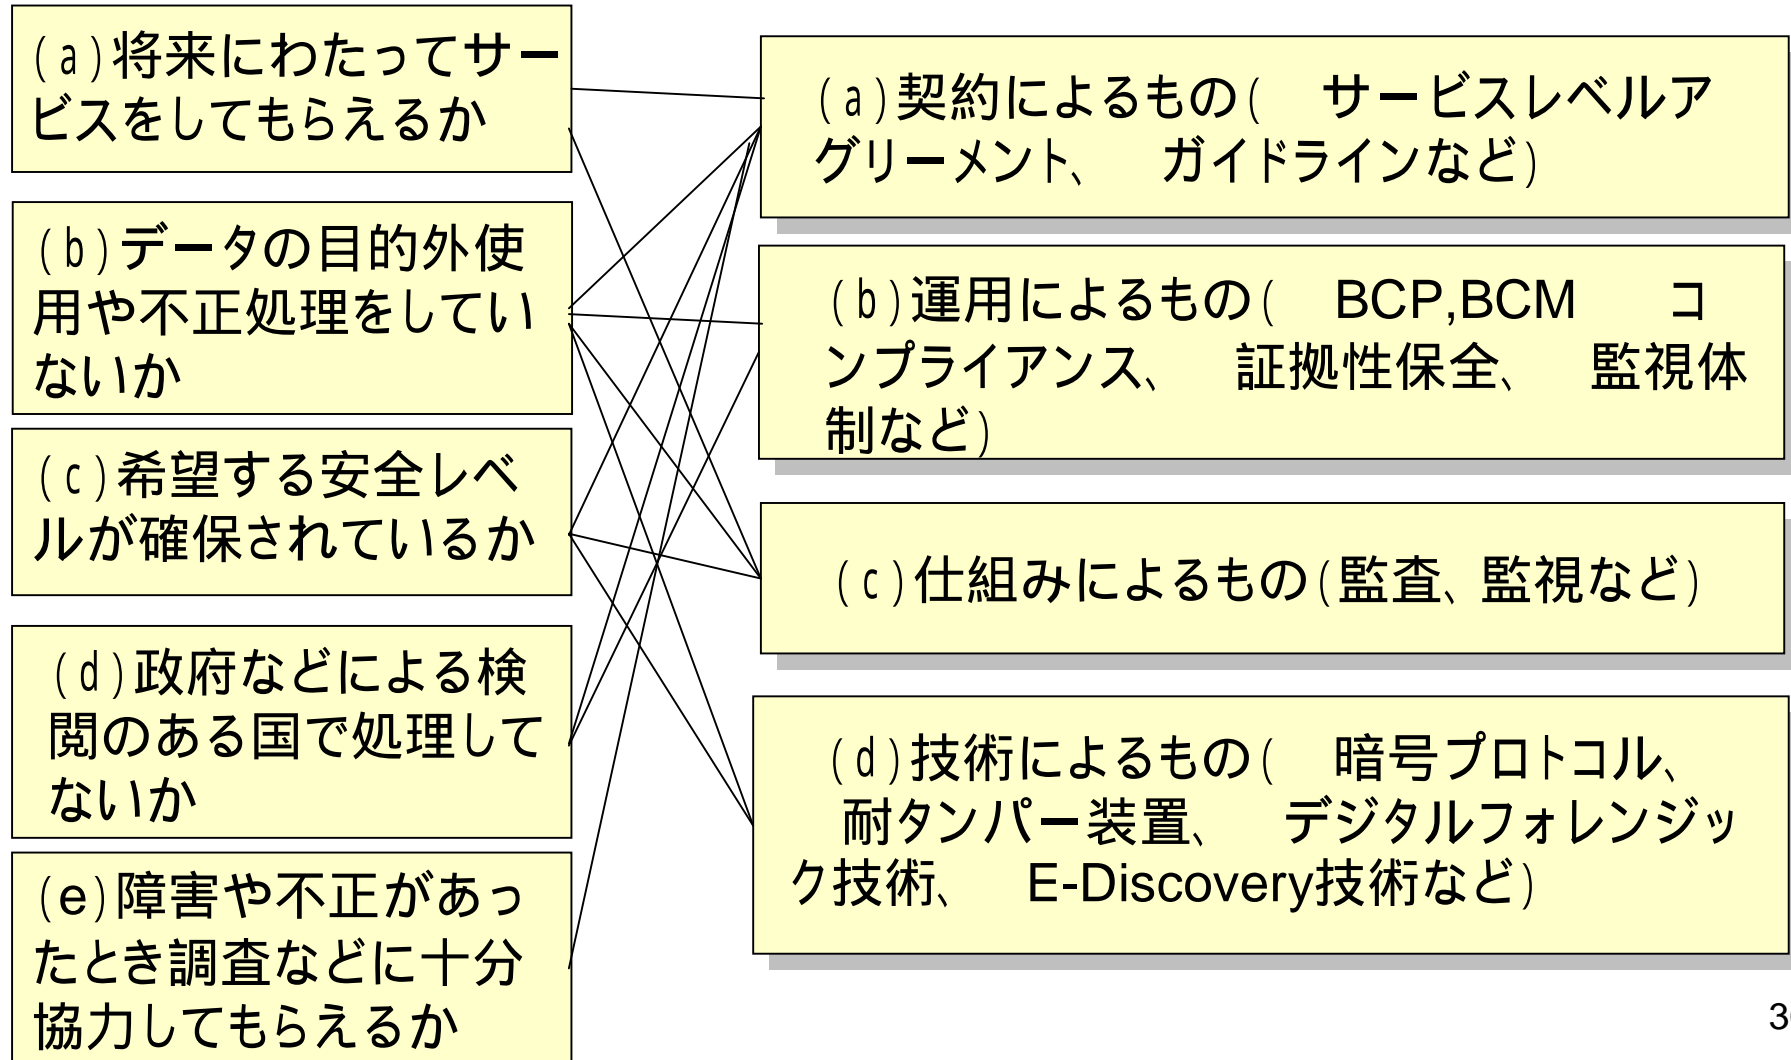 (a)将来にわたってサー
ビスをしてもらえるか
(b)データの目的外使
用や不正処理をしてい
ないか
(c)希望する安全レベ
ルが確保されているか
(d)政府などによる検
閲のある国で処理して
ないか
(e)障害や不正があっ
たとき調査などに十分
協力してもらえるか
(a)契約によるもの( サービスレベルア
グリーメント、 ガイドラインなど)
(b)運用によるもの( BCP,BCM コ
ンプライアンス、 証拠性保全、 監視体
制など)
(c)仕組みによるもの(監査、監視など)
(d)技術によるもの( 暗号プロトコル、
耐タンパー装置、 デジタルフォレンジッ
ク技術、 E-Discovery技術など)